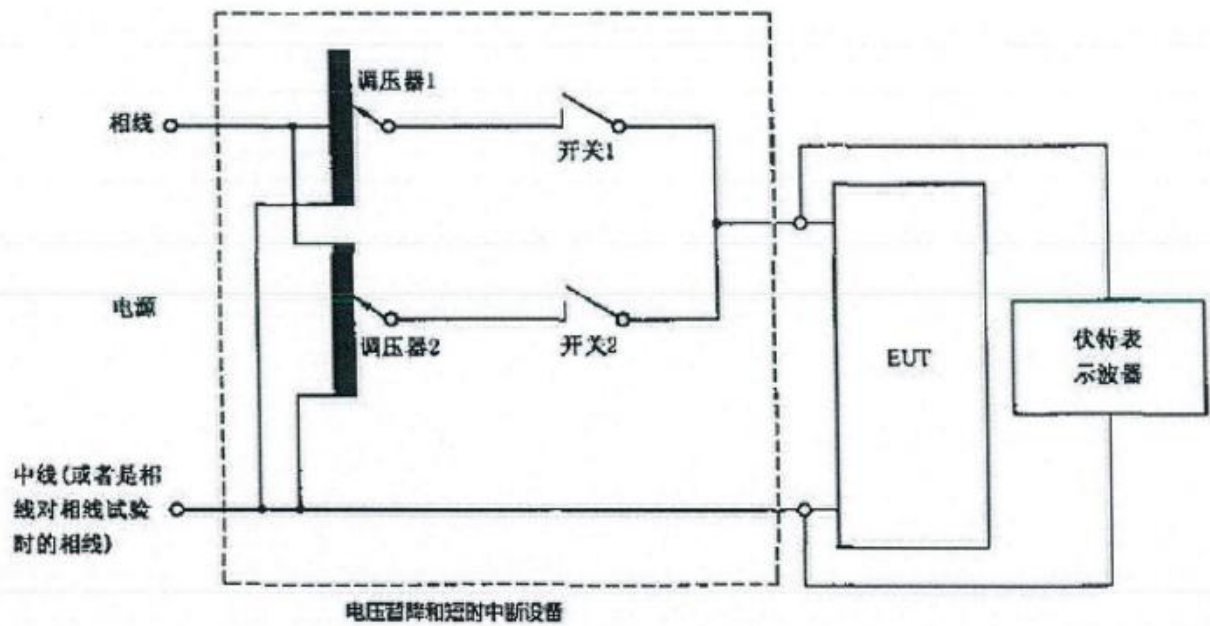 调压器1
相线
开关1
电源
调压器2
开关2
EUT
伏特表
示波器
中线(或者是相
线对相线试验
时的相线)
电压暂降和短时中断设备